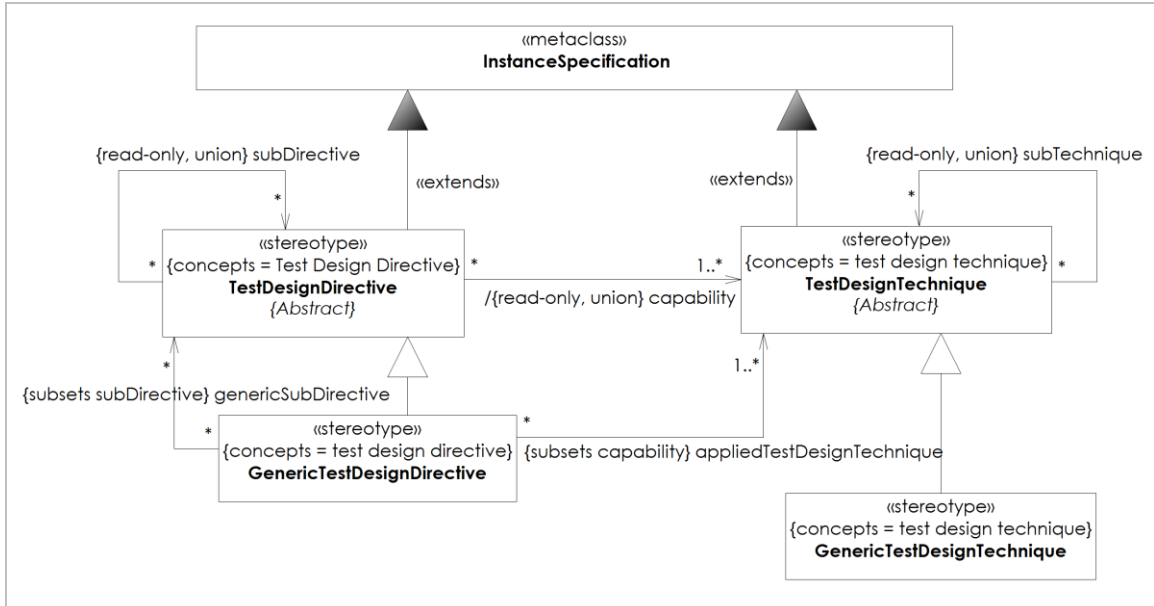 «metaclass»
InstanceSpecification
{read-only, union} subDirective
{read-only, union} subTechnique
«extends»
«extends»
*
*
«stereotype»
{concepts = Test Design Directive}
TestDesignDirective
{Abstract}
*
*
1..*
/{read-only, union} capability
«stereotype»
{concepts = test design technique}
TestDesignTechnique
{Abstract}
*
*
1..*
{subsets subDirective} genericSubDirective
*
*
{subsets capability} appliedTestDesignTechnique
«stereotype»
{concepts = test design directive}
GenericTestDesignDirective
«stereotype»
{concepts = test design technique}
GenericTestDesignTechnique